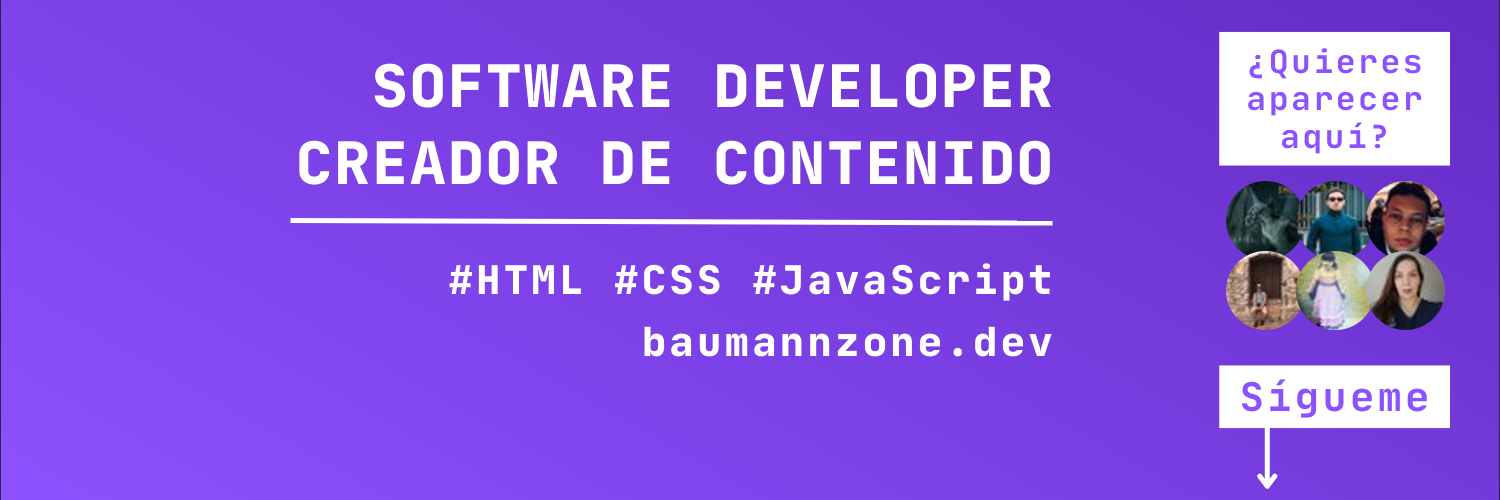 SOFTWARE DEVELOPER
CREADOR DE CONTENIDO
#HTML #CSS #JavaScript
baumannzone.dev
¿Quieres
aparecer
aquí?
Sígueme